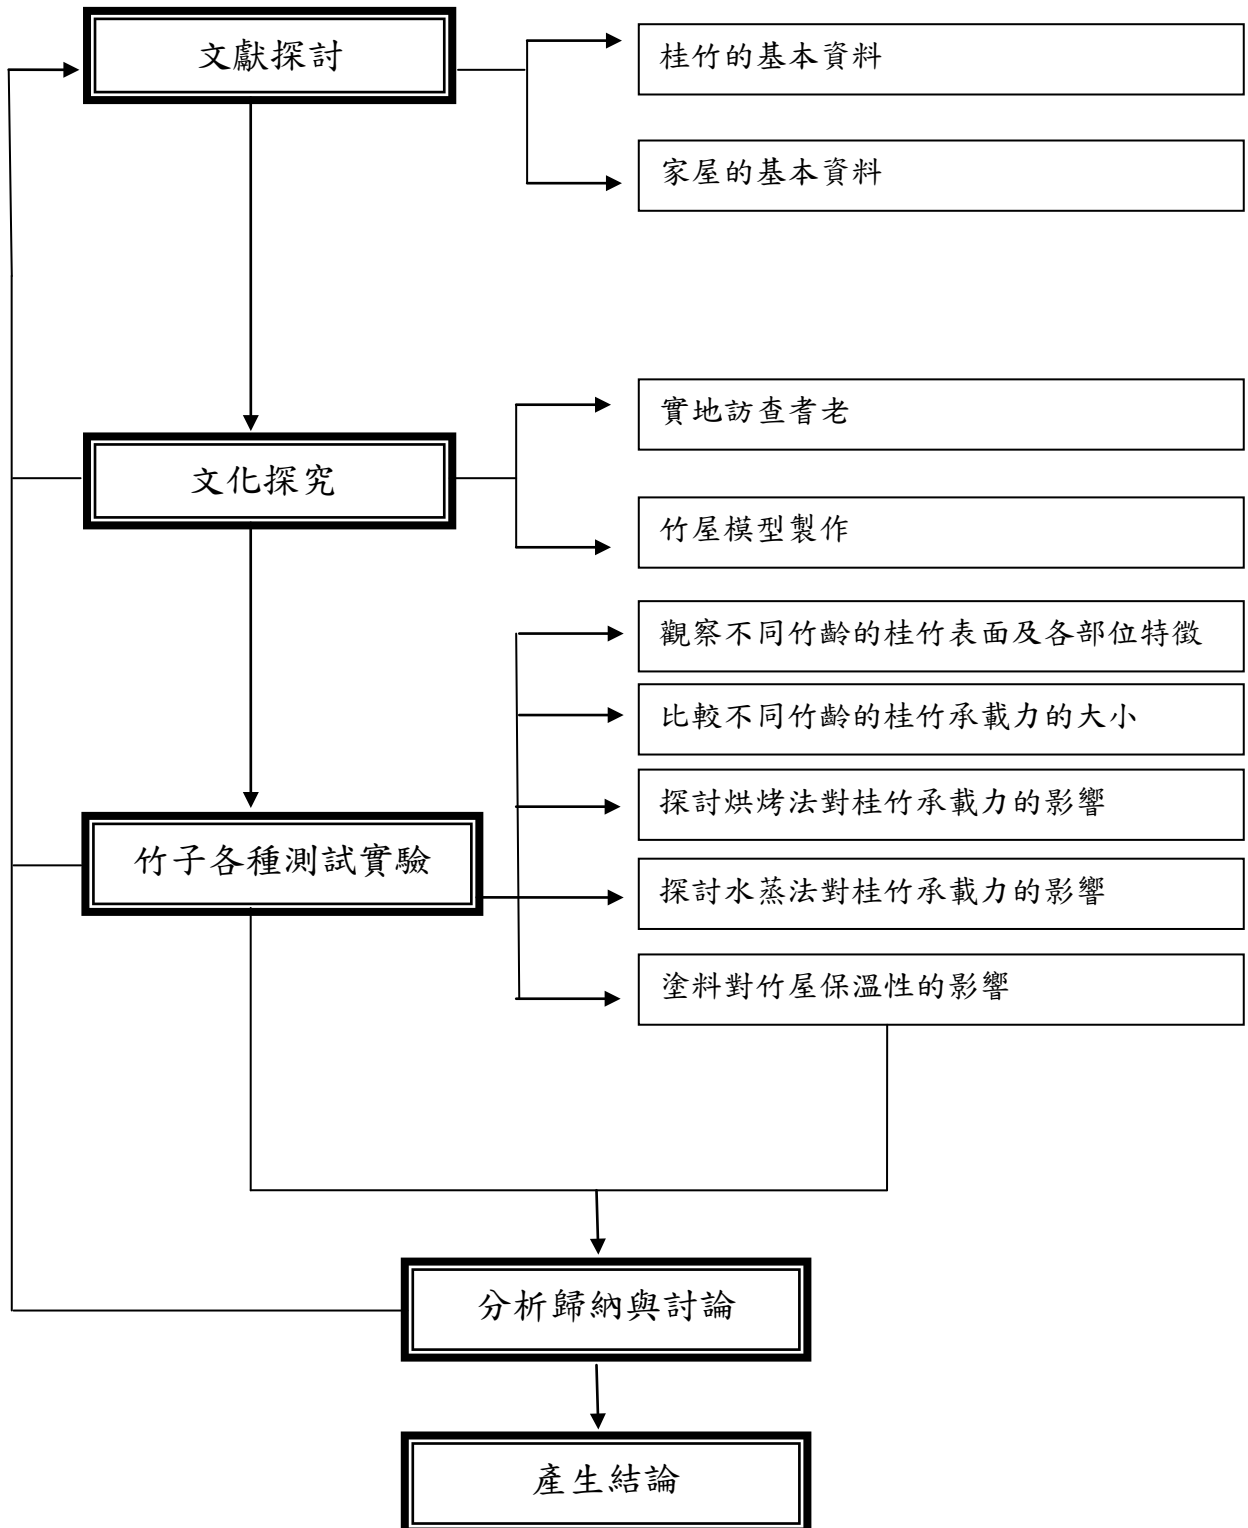 文獻探討
桂竹的基本資料
家屋的基本資料
文化探究
實地訪查耆老
竹屋模型製作
竹子各種測試實驗
觀察不同竹齡的桂竹表面及各部位特徵
比較不同竹齡的桂竹承載力的大小
探討烘烤法對桂竹承載力的影響
探討水蒸法對桂竹承載力的影響
塗料對竹屋保溫性的影響
分析歸納與討論
產生結論